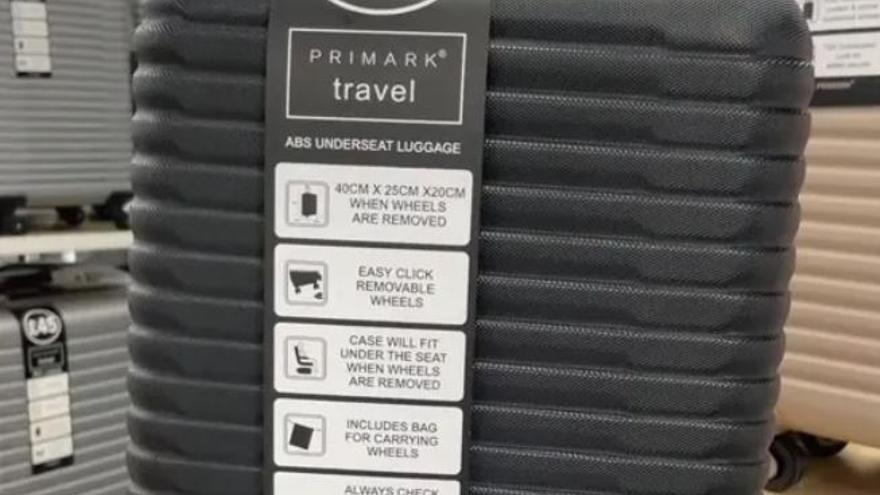 PRIMARK®
travel
ABS UNDERSEAT LUGGAGE
40CM X 25CM X20CM
WHEN WHEELS
ARE REMOVED
EASY CLICK
REMOVABLE
WHEELS
CASE WILL FIT
UNDER THE SEAT
WHEN WHEELS
ARE REMOVED
INCLUDES BAG
FOR CARRYING
WHEELS
ALWAYS CHECK
£45